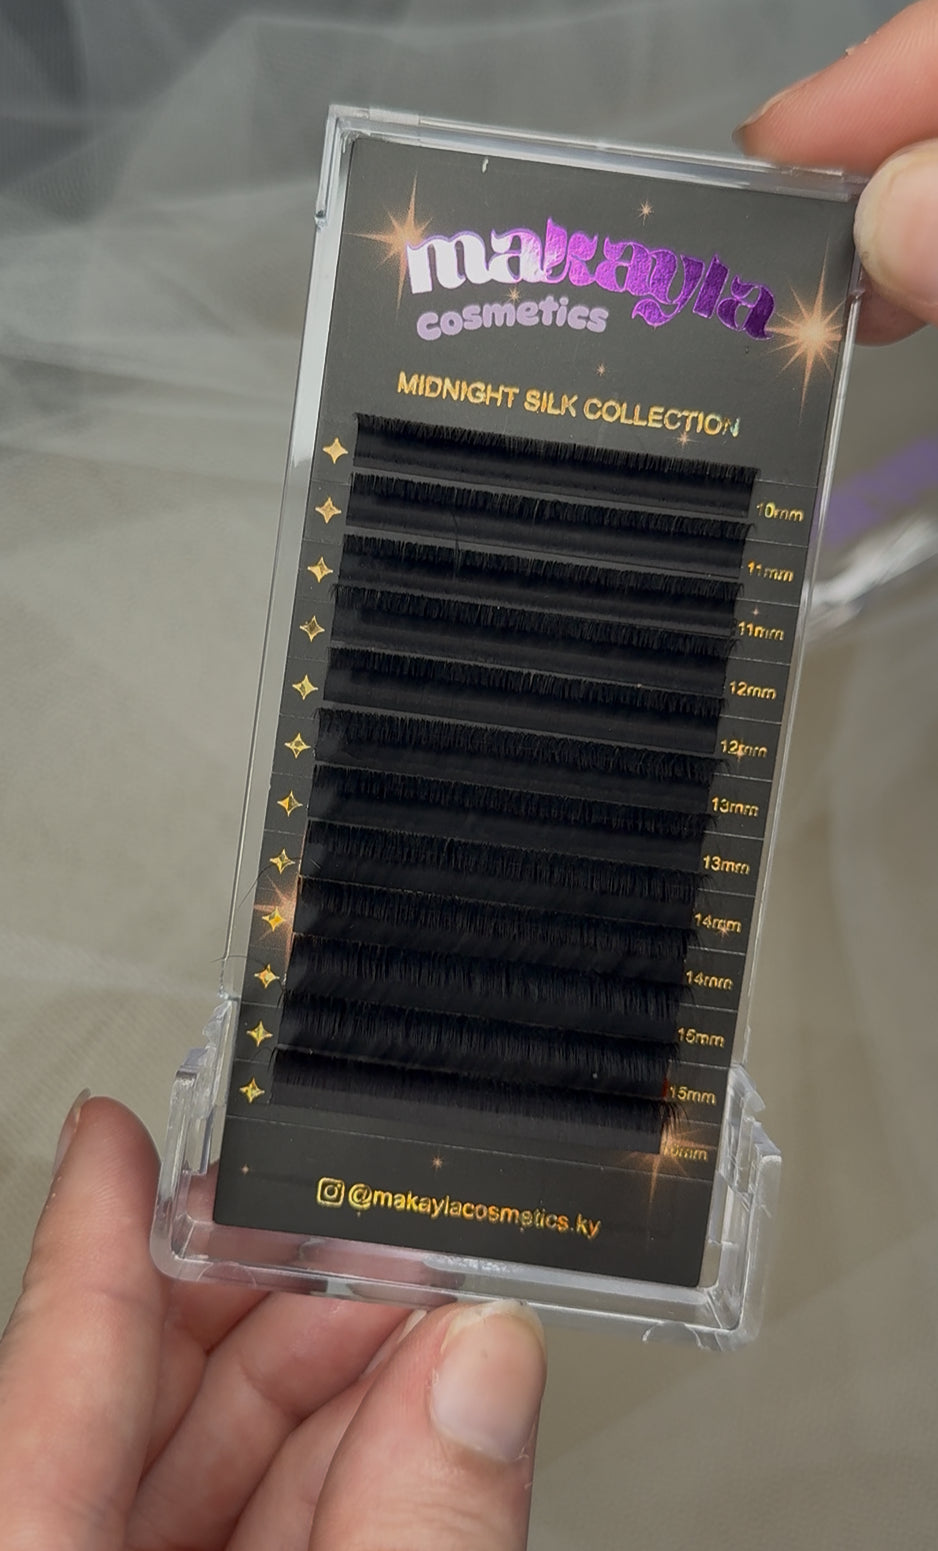 makayla
cosmetics
MIDNIGHT SILK COLLECTION
10mm
11mm
11mm
12mm
12mm
13mm
13mm
14mm
14mm
15mm
15mm
@makaylacosmetics.ky